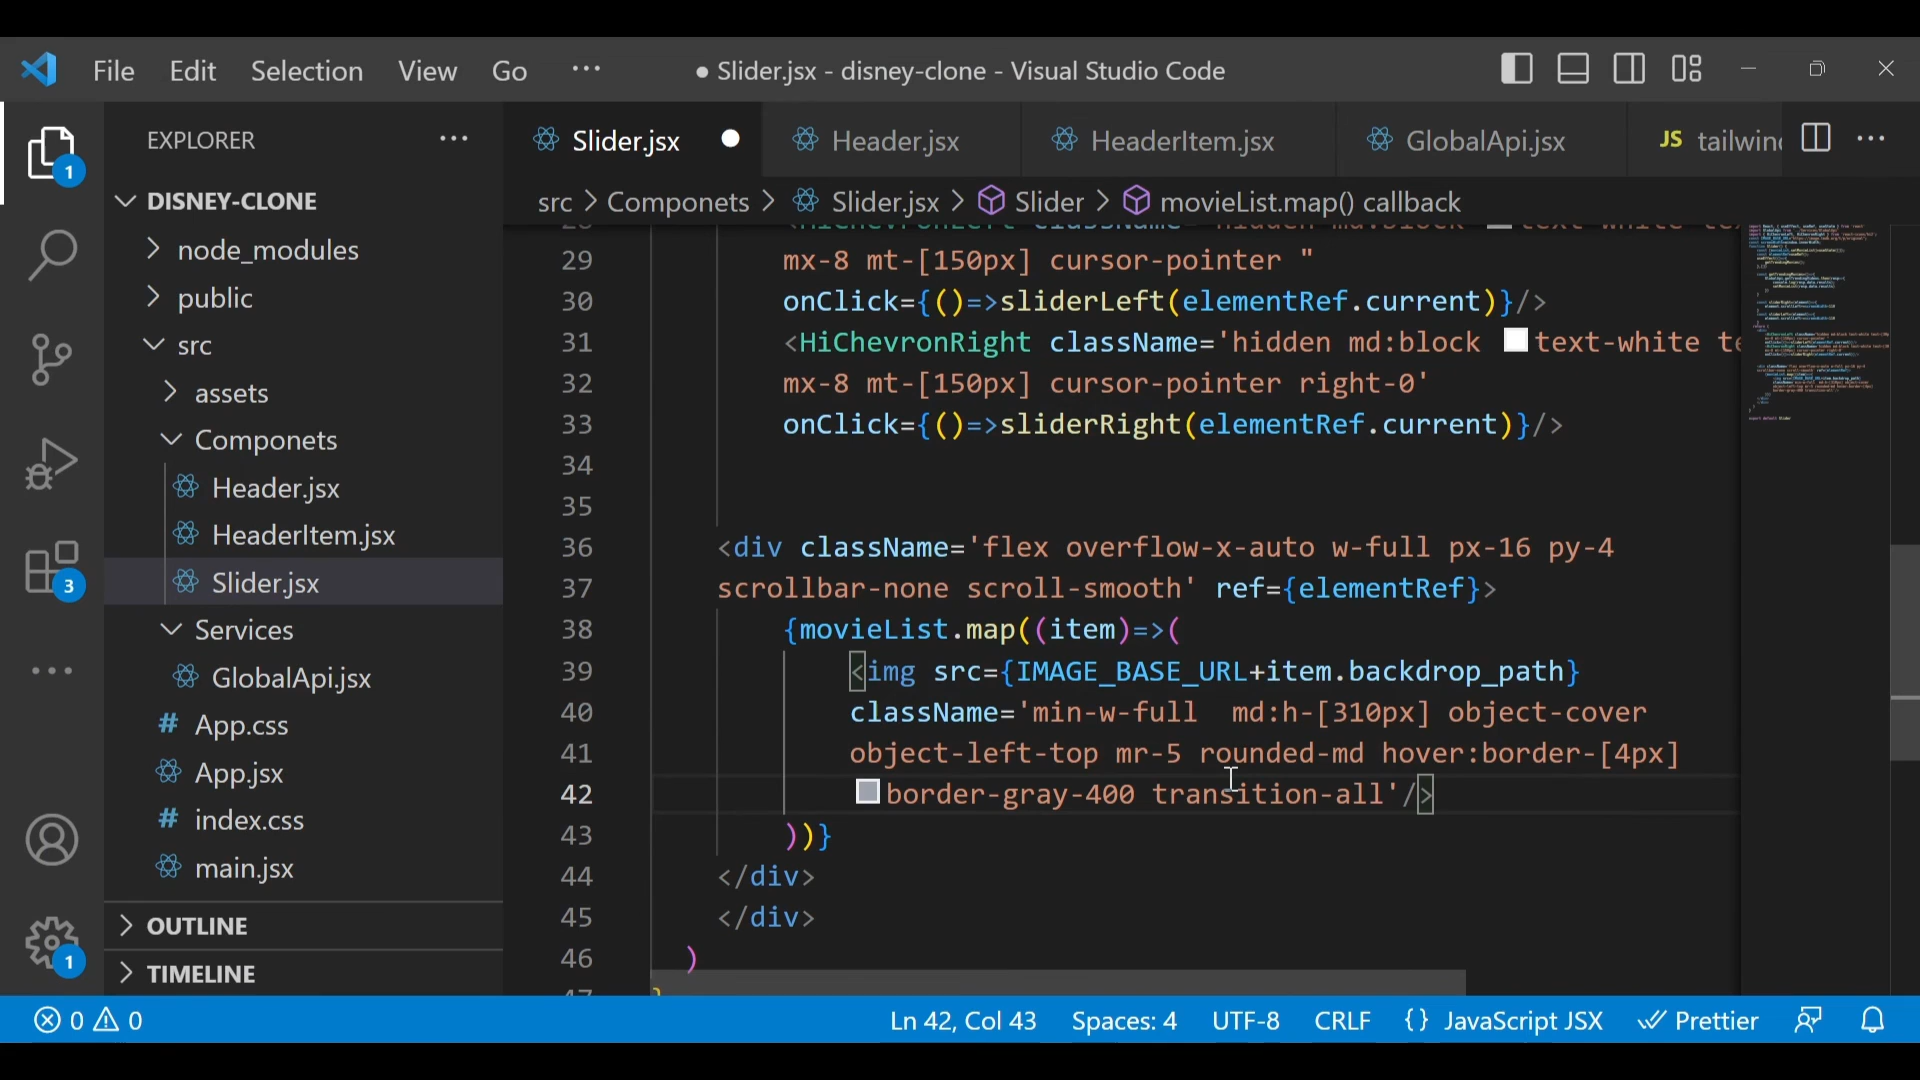 File Edit Selection View Go ··· ● Slider.jsx - disney-clone - Visual Studio Code
EXPLORER ···
1
DISNEY-CLONE
node_modules
public
src
assets
Componets
Header.jsx
HeaderItem.jsx
Slider.jsx
3
Services
GlobalApi.jsx
# App.css
App.jsx
# index.css
main.jsx
OUTLINE
1
TIMELINE
Slider.jsx ● Header.jsx HeaderItem.jsx GlobalApi.jsx JS tailwind
src > Componets > Slider.jsx > Slider > movieList.map() callback
29 mx-8 mt-[150px] cursor-pointer "
30 onClick={()=>sliderLeft(elementRef.current)}/>
31 <HiChevronRight className='hidden md:block text-white te
32 mx-8 mt-[150px] cursor-pointer right-0'
33 onClick={()=>sliderRight(elementRef.current)}/>
34
35
36 <div className='flex overflow-x-auto w-full px-16 py-4
37 scrollbar-none scroll-smooth' ref={elementRef}>
38 {movieList.map((item)=>(
39 <img src={IMAGE_BASE_URL+item.backdrop_path}
40 className='min-w-full  md:h-[310px] object-cover
41 object-left-top mr-5 rounded-md hover:border-[4px]
42 border-gray-400 transition-all'/>
43 ))}
44 </div>
45 </div>
46 )
47 }
0 0 Ln 42, Col 43 Spaces: 4 UTF-8 CRLF {} JavaScript JSX Prettier